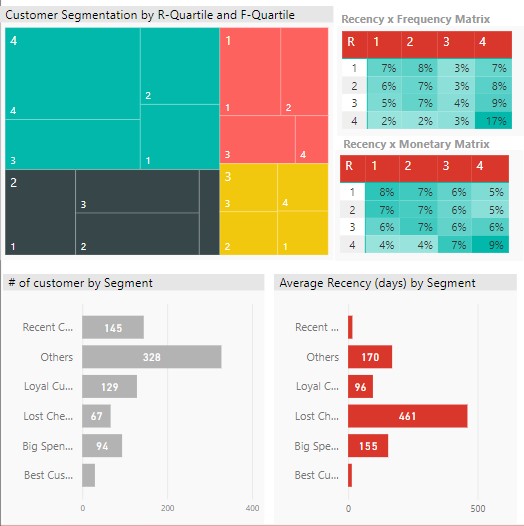 Customer Segmentation by R-Quartile and F-Quartile
4
4
2
3
1
1
1
2
3
4
2
3
1
2
3
3
4
2
1
Recency x Frequency Matrix
R 1 2 3 4
1 7% 8% 3% 7%
2 6% 7% 3% 8%
3 5% 7% 4% 9%
4 2% 2% 3% 17%
Recency x Monetary Matrix
R 1 2 3 4
1 8% 7% 6% 5%
2 7% 7% 6% 5%
3 6% 7% 6% 6%
4 4% 4% 7% 9%
# of customer by Segment
Recent C... 145
Others 328
Loyal Cu... 129
Lost Che... 67
Big Spen... 94
Best Cus...
0 200 400
Average Recency (days) by Segment
Recent ...
Others 170
Loyal C... 96
Lost Ch... 461
Big Spe... 155
Best Cu...
0 500